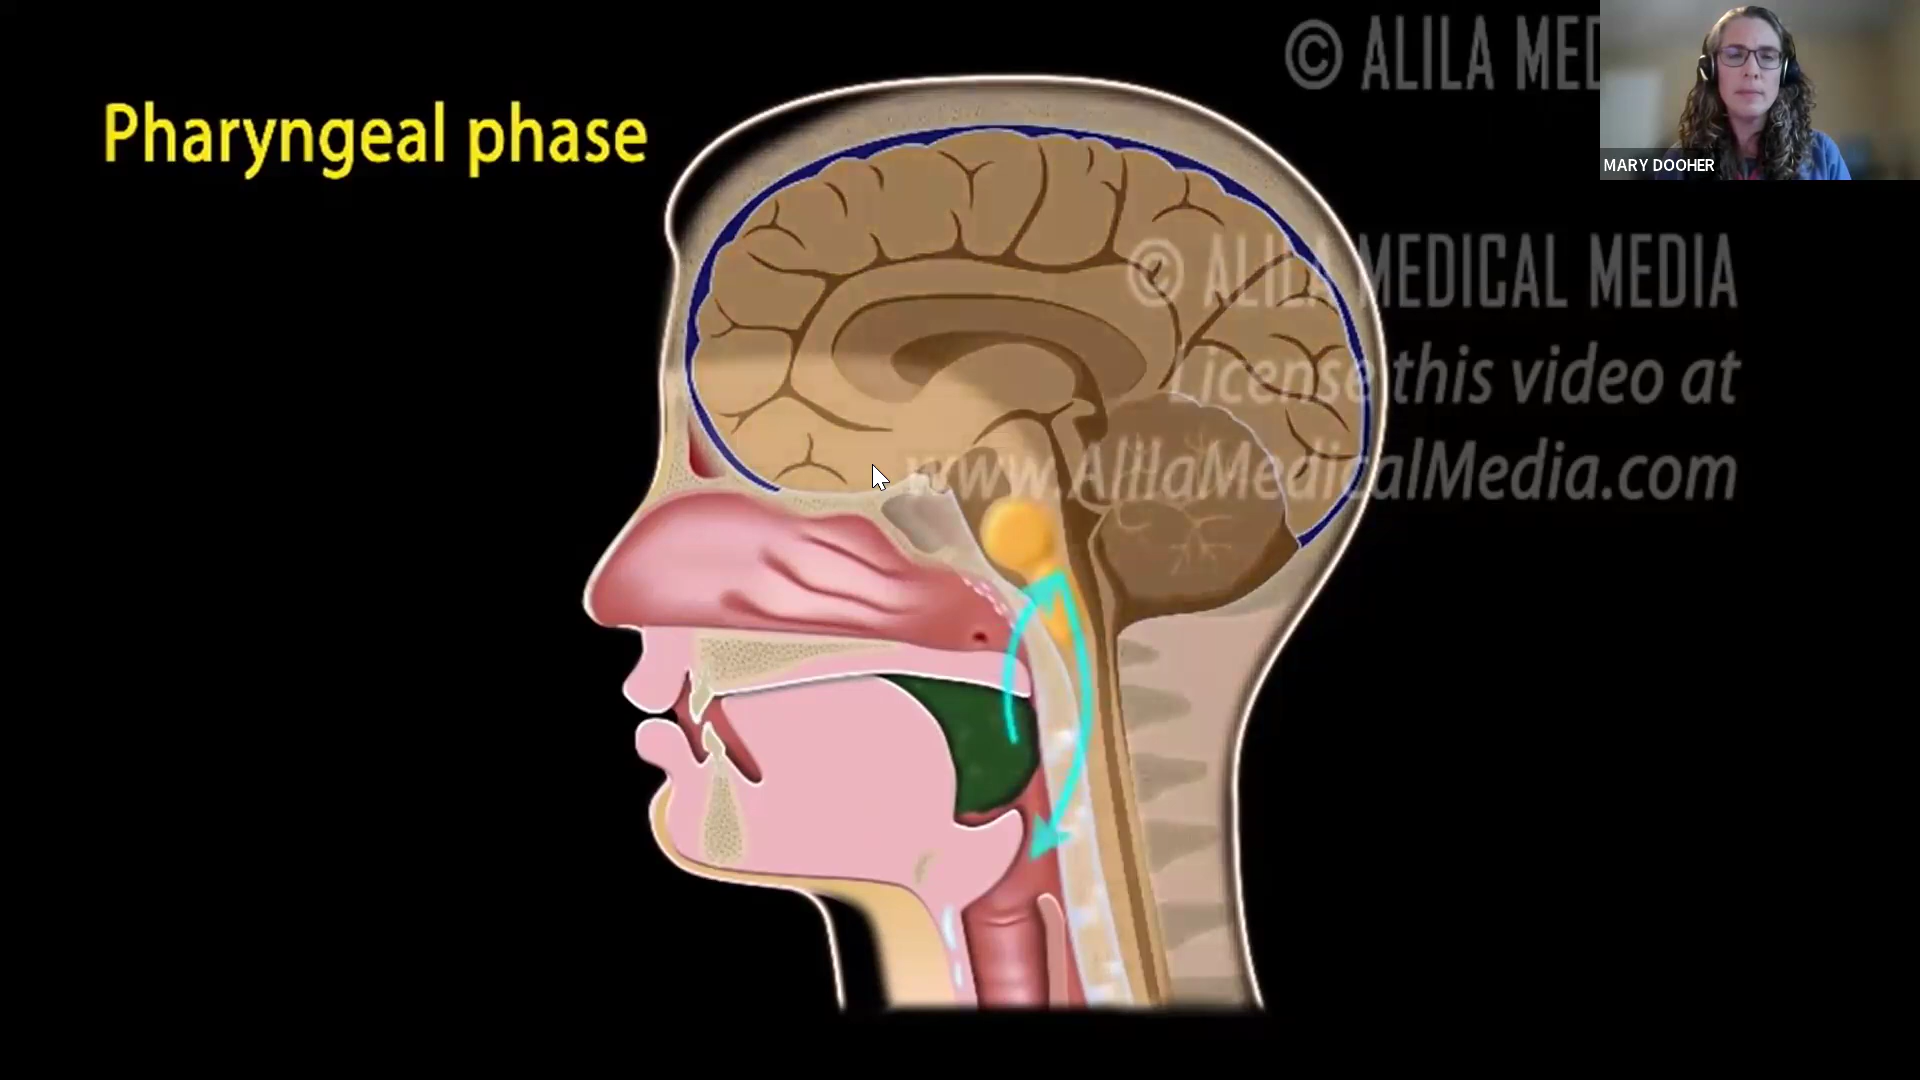 © ALILA MED
Pharyngeal phase
MARY DOOHER
© ALILA MEDICAL MEDIA
License this video at
www.AlilaMedicalMedia.com